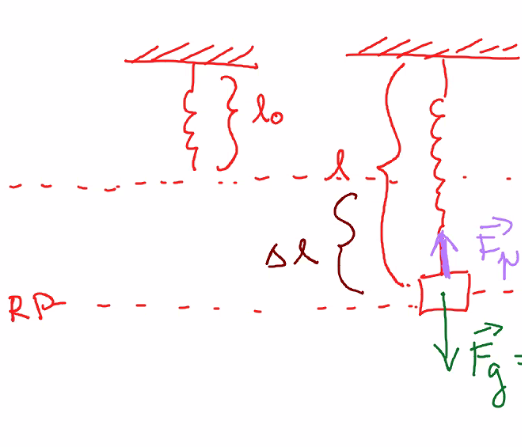 l₀
l
Δl
F⃗p
RP
F⃗g =